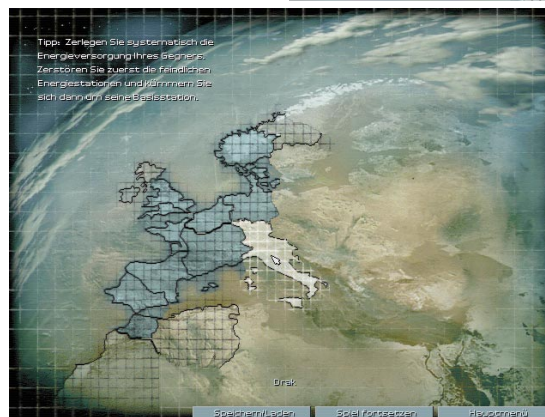 Tipp: Zerlegen Sie systematisch die
Energieversorgung Ihres Gegners.
Zerstören Sie zuerst die feindlichen
Energiestationen und kümmern Sie
sich dann um seine Basisstation.
Drak
Speichern/Laden
Spiel fortsetzen
Hauptmenü